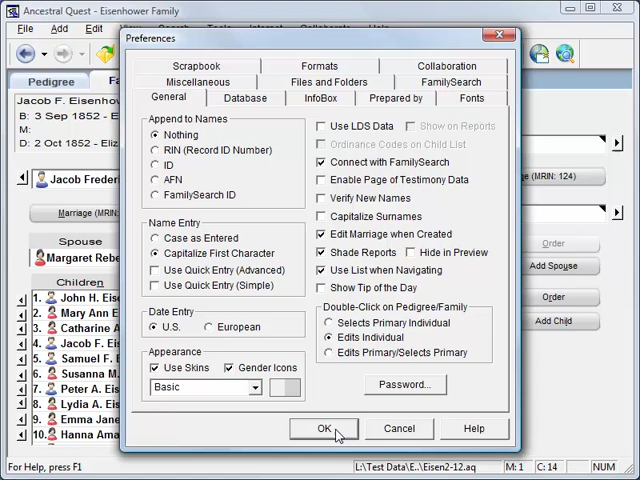 Ancestral Quest - Eisenhower Family
File Edit
Preferences
Scrapbook Formats Collaboration
Miscellaneous Files and Folders FamilySearch
General Database InfoBox Prepared by Fonts
Pedigree
Jacob F. Eisenho
B: 3 Sep 1852 -
M:
D: 2 Oct 1852 - Eliz
Jacob Frederic
Marriage (MRIN:
Spouse
Margaret Rebe
Children
1. John H. Eise
2. Mary Ann E
3. Catharine
4. Jacob F. Eis
5. Samuel F.
6. Susanna
7. Peter A. Eis
8. Lydia A. Eis
9. Emma Jane
10. Hanna Ama
Append to Names
Nothing
RIN (Record ID Number)
ID
AFN
FamilySearch ID
Name Entry
Case as Entered
Capitalize First Character
Use Quick Entry (Advanced)
Use Quick Entry (Simple)
Date Entry
U.S. European
Appearance
Use Skins Gender Icons
Basic
Use LDS Data Show on Reports
Ordinance Codes on Child List
Connect with FamilySearch
Enable Page of Testimony Data
Verify New Names
Capitalize Surnames
Edit Marriage when Created
Shade Reports Hide in Preview
Use List when Navigating
Show Tip of the Day
Double-Click on Pedigree/Family
Selects Primary Individual
Edits Individual
Edits Primary/Selects Primary
Password...
OK Cancel Help
(MRIN: 124)
Order
Add Spouse
Order
Add Child
For Help, press F1 L:\Test Data\E..\Eisen2-12.aq M: 1 C: 14 NUM